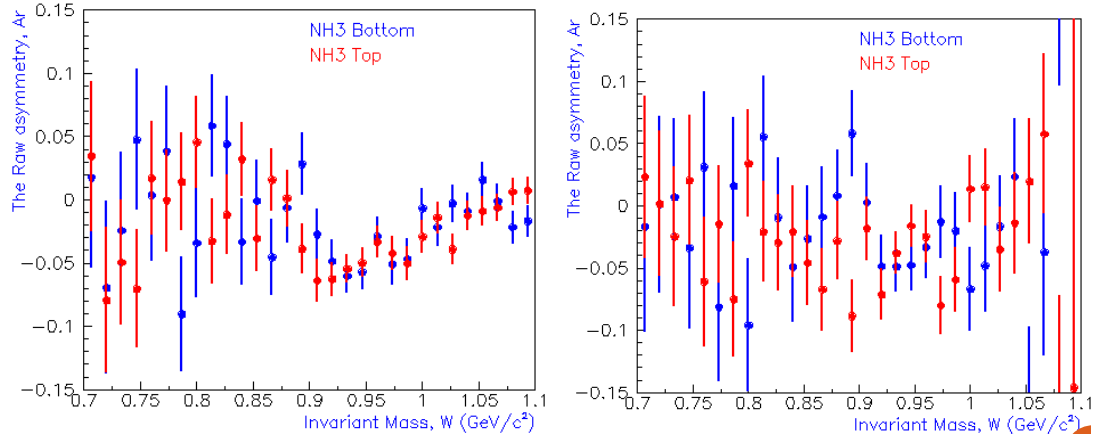 The Raw asymmetry, Ar
0.15
0.1
0.05
0
−0.05
−0.1
−0.15
NH3 Bottom
NH3 Top
0.7 0.75 0.8 0.85 0.9 0.95 1 1.05 1.1
Invariant Mass, W (GeV/c²)
The Raw asymmetry, Ar
0.15
0.1
0.05
0
−0.05
−0.1
−0.15
NH3 Bottom
NH3 Top
0.7 0.75 0.8 0.85 0.9 0.95 1 1.05 1.1
Invariant Mass, W (GeV/c²)